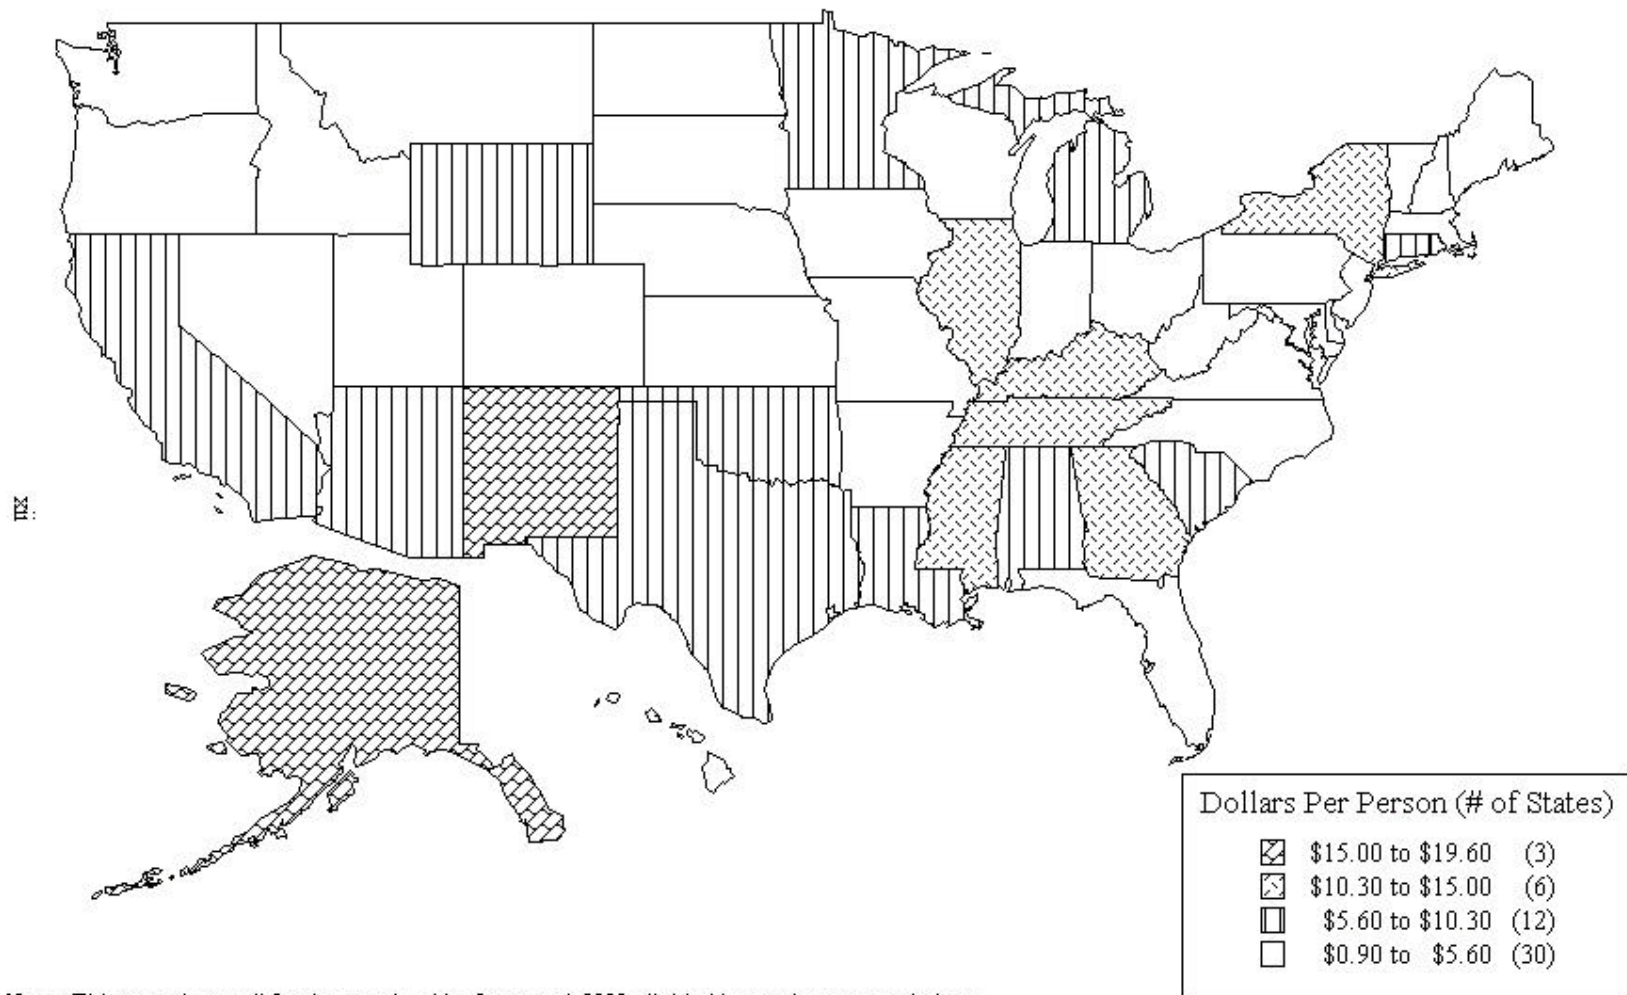 xii
Dollars Per Person (# of States)
$15.00 to $19.60 (3)
$10.30 to $15.00 (6)
$5.60 to $10.30 (12)
$0.90 to $5.60 (30)